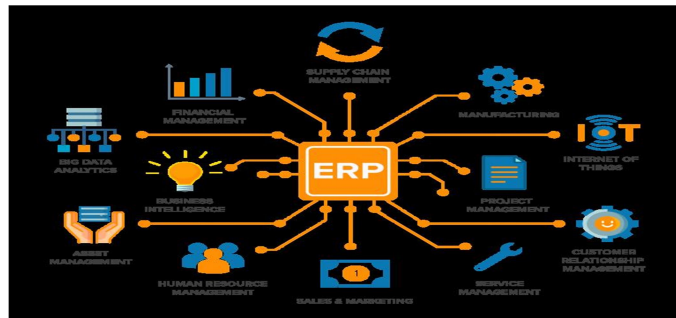 SUPPLY CHAIN
MANAGEMENT
FINANCIAL
MANAGEMENT
MANUFACTURING
BIG DATA
ANALYTICS
IOT
INTERNET OF
THINGS
ERP
BUSINESS
INTELLIGENCE
PROJECT
MANAGEMENT
ASSET
MANAGEMENT
CUSTOMER
RELATIONSHIP
MANAGEMENT
HUMAN RESOURCE
MANAGEMENT
1
SALES & MARKETING
SERVICE
MANAGEMENT